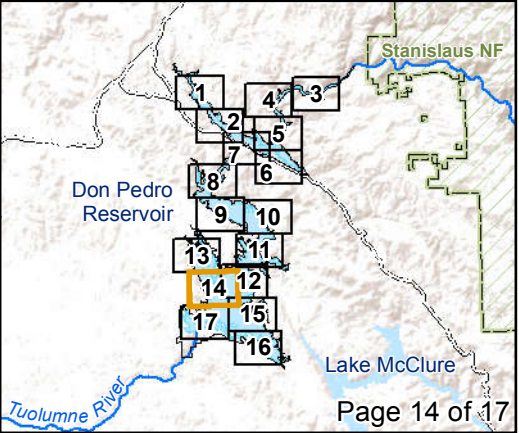 Stanislaus NF
1
4
3
2
5
7
6
8
Don Pedro
Reservoir
9
10
13
11
14
12
17
15
16
Lake McClure
Tuolumne River
Page 14 of 17